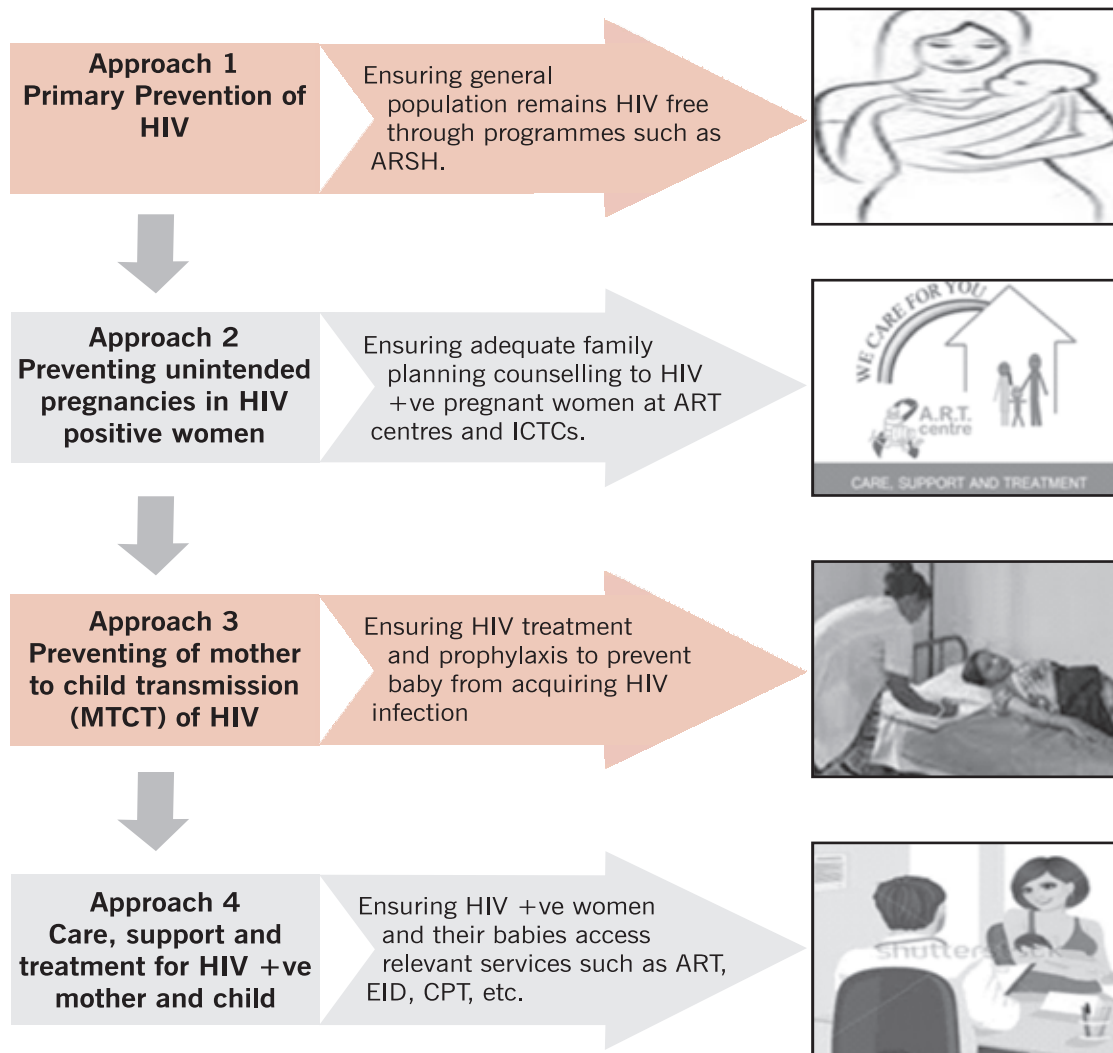 Approach 1
Primary Prevention of
HIV
Ensuring general
population remains HIV free
through programmes such as
ARSH.
Approach 2
Preventing unintended
pregnancies in HIV
positive women
Ensuring adequate family
planning counselling to HIV
+ve pregnant women at ART
centres and ICTCs.
WE CARE FOR YOU
A.R.T.
centre
CARE, SUPPORT AND TREATMENT
Approach 3
Preventing of mother
to child transmission
(MTCT) of HIV
Ensuring HIV treatment
and prophylaxis to prevent
baby from acquiring HIV
infection
Approach 4
Care, support and
treatment for HIV +ve
mother and child
Ensuring HIV +ve women
and their babies access
relevant services such as ART,
EID, CPT, etc.
shutterstock